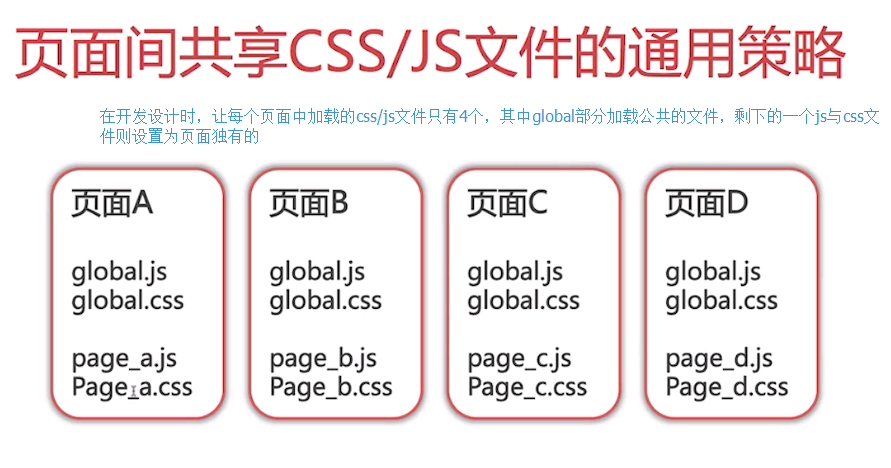 页面间共享CSS/JS文件的通用策略
在开发设计时，让每个页面中加载的css/js文件只有4个，其中global部分加载公共的文件，剩下的一个js与css文
件则设置为页面独有的
页面A
global.js
global.css
page_a.js
Page_a.css
页面B
global.js
global.css
page_b.js
Page_b.css
页面C
global.js
global.css
page_c.js
Page_c.css
页面D
global.js
global.css
page_d.js
Page_d.css